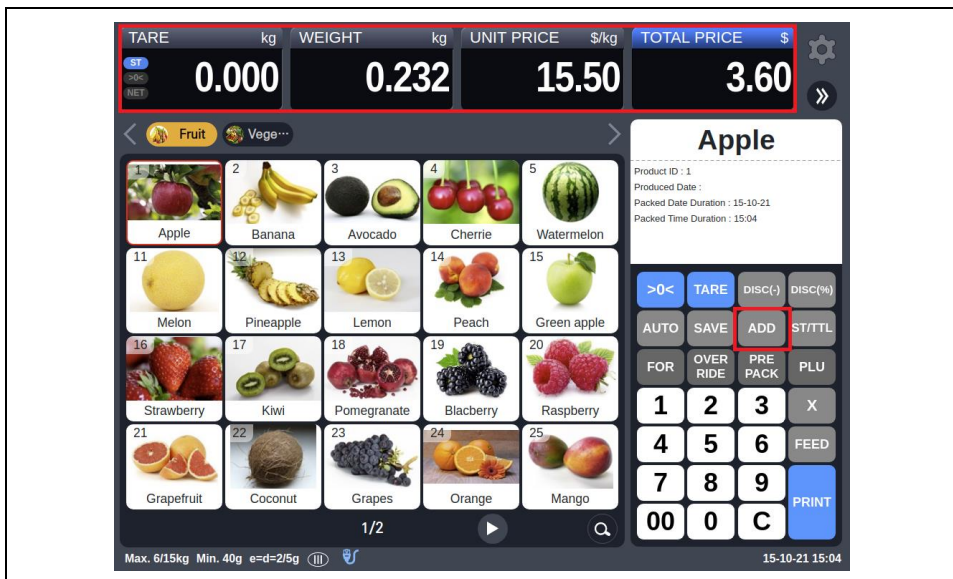 TARE kg WEIGHT kg UNIT PRICE $/kg TOTAL PRICE $
ST
>0<
NET
0.000 0.232 15.50 3.60
Fruit Vege···
1 2 3 4 5
Apple Banana Avocado Cherrie Watermelon
11 12 13 14 15
Melon Pineapple Lemon Peach Green apple
16 17 18 19 20
Strawberry Kiwi Pomegranate Blacberry Raspberry
21 22 23 24 25
Grapefruit Coconut Grapes Orange Mango
1/2
Apple
Product ID : 1
Produced Date :
Packed Date Duration : 15-10-21
Packed Time Duration : 15:04
>0< TARE DISC(-) DISC(%)
AUTO SAVE ADD ST/TTL
FOR OVER RIDE PRE PACK PLU
1 2 3 X
4 5 6 FEED
7 8 9 PRINT
00 0 C
Max. 6/15kg Min. 40g e=d=2/5g III 15-10-21 15:04